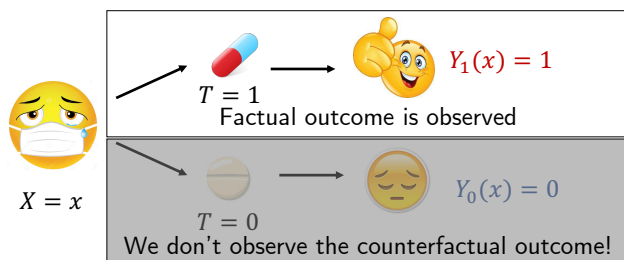 Y₁(x) = 1
T = 1
Factual outcome is observed
X = x
Y₀(x) = 0
T = 0
We don't observe the counterfactual outcome!